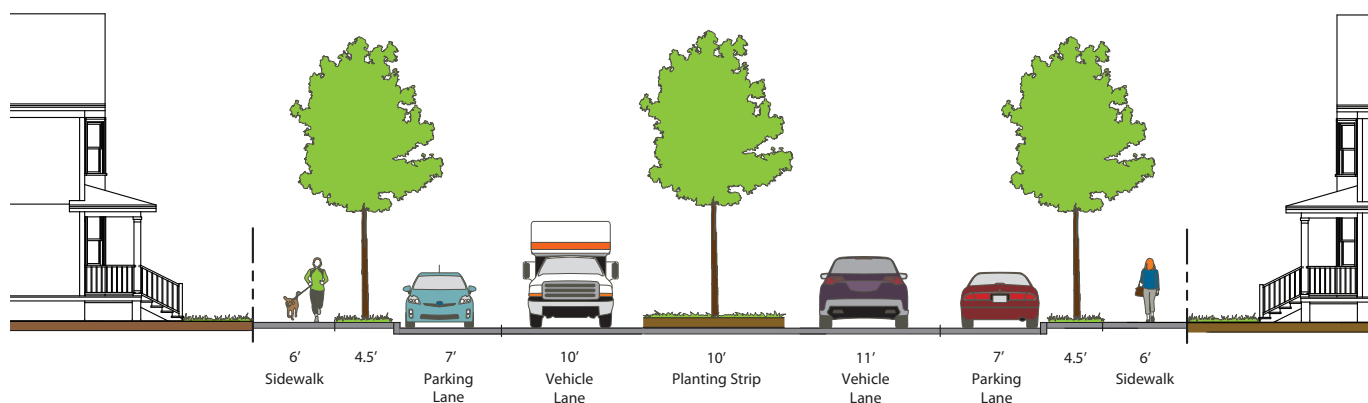 6’ 4.5’ 7’ 10’ 10’ 11’ 7’ 4.5’ 6’
Sidewalk Parking Vehicle Planting Strip Vehicle Parking Sidewalk
Lane Lane Lane Lane